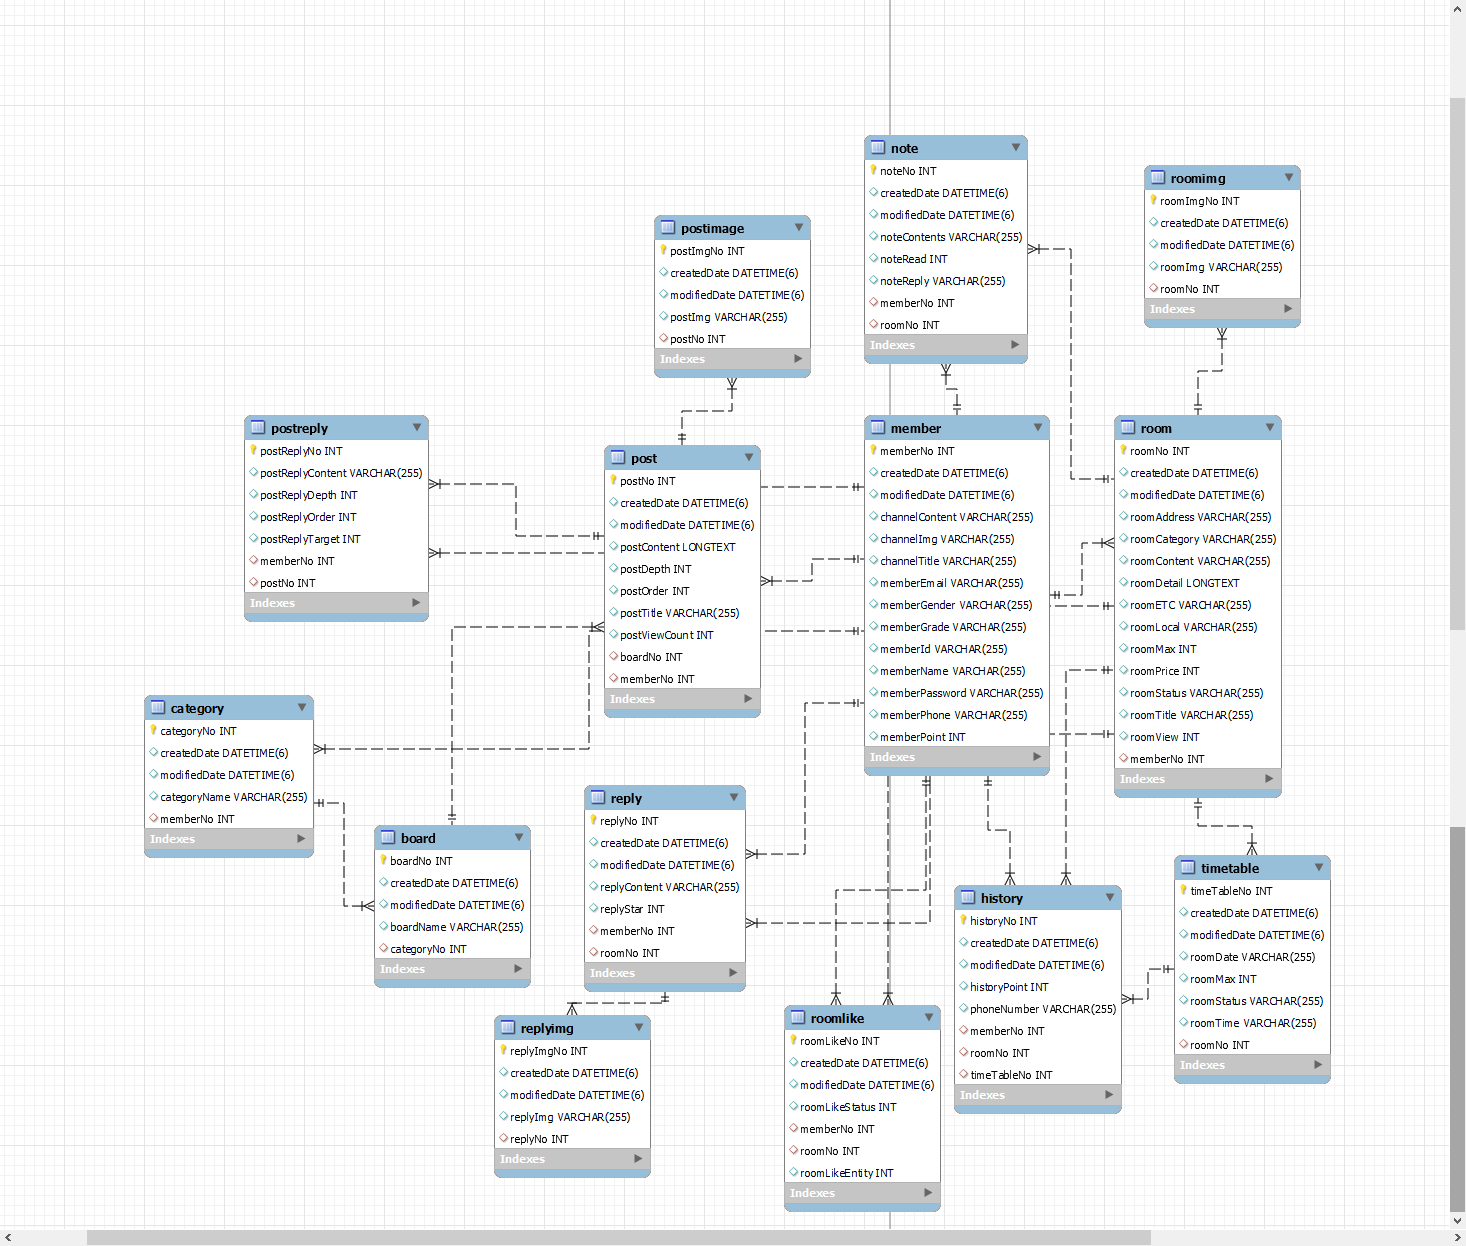 note
noteNo INT
createdDate DATETIME(6)
modifiedDate DATETIME(6)
noteContents VARCHAR(255)
noteRead INT
noteReply VARCHAR(255)
memberNo INT
roomNo INT
Indexes
roomimg
roomImgNo INT
createdDate DATETIME(6)
modifiedDate DATETIME(6)
roomImg VARCHAR(255)
roomNo INT
Indexes
postimage
postImgNo INT
createdDate DATETIME(6)
modifiedDate DATETIME(6)
postImg VARCHAR(255)
postNo INT
Indexes
postreply
postReplyNo INT
postReplyContent VARCHAR(255)
postReplyDepth INT
postReplyOrder INT
postReplyTarget INT
memberNo INT
postNo INT
Indexes
post
postNo INT
createdDate DATETIME(6)
modifiedDate DATETIME(6)
postContent LONGTEXT
postDepth INT
postOrder INT
postTitle VARCHAR(255)
postViewCount INT
boardNo INT
memberNo INT
Indexes
member
memberNo INT
createdDate DATETIME(6)
modifiedDate DATETIME(6)
channelContent VARCHAR(255)
channelImg VARCHAR(255)
channelTitle VARCHAR(255)
memberEmail VARCHAR(255)
memberGender VARCHAR(255)
memberGrade VARCHAR(255)
memberId VARCHAR(255)
memberName VARCHAR(255)
memberPassword VARCHAR(255)
memberPhone VARCHAR(255)
memberPoint INT
Indexes
room
roomNo INT
createdDate DATETIME(6)
modifiedDate DATETIME(6)
roomAddress VARCHAR(255)
roomCategory VARCHAR(255)
roomContent VARCHAR(255)
roomDetail LONGTEXT
roomETC VARCHAR(255)
roomLocal VARCHAR(255)
roomMax INT
roomPrice INT
roomStatus VARCHAR(255)
roomTitle VARCHAR(255)
roomView INT
memberNo INT
Indexes
category
categoryNo INT
createdDate DATETIME(6)
modifiedDate DATETIME(6)
categoryName VARCHAR(255)
memberNo INT
Indexes
board
boardNo INT
createdDate DATETIME(6)
modifiedDate DATETIME(6)
boardName VARCHAR(255)
categoryNo INT
Indexes
reply
replyNo INT
createdDate DATETIME(6)
modifiedDate DATETIME(6)
replyContent VARCHAR(255)
replyStar INT
memberNo INT
roomNo INT
Indexes
history
historyNo INT
createdDate DATETIME(6)
modifiedDate DATETIME(6)
historyPoint INT
phoneNumber VARCHAR(255)
memberNo INT
roomNo INT
timeTableNo INT
Indexes
timetable
timeTableNo INT
createdDate DATETIME(6)
modifiedDate DATETIME(6)
roomDate VARCHAR(255)
roomMax INT
roomStatus VARCHAR(255)
roomTime VARCHAR(255)
roomNo INT
Indexes
replyimg
replyImgNo INT
createdDate DATETIME(6)
modifiedDate DATETIME(6)
replyImg VARCHAR(255)
replyNo INT
Indexes
roomlike
roomLikeNo INT
createdDate DATETIME(6)
modifiedDate DATETIME(6)
roomLikeStatus INT
memberNo INT
roomNo INT
roomLikeEntity INT
Indexes